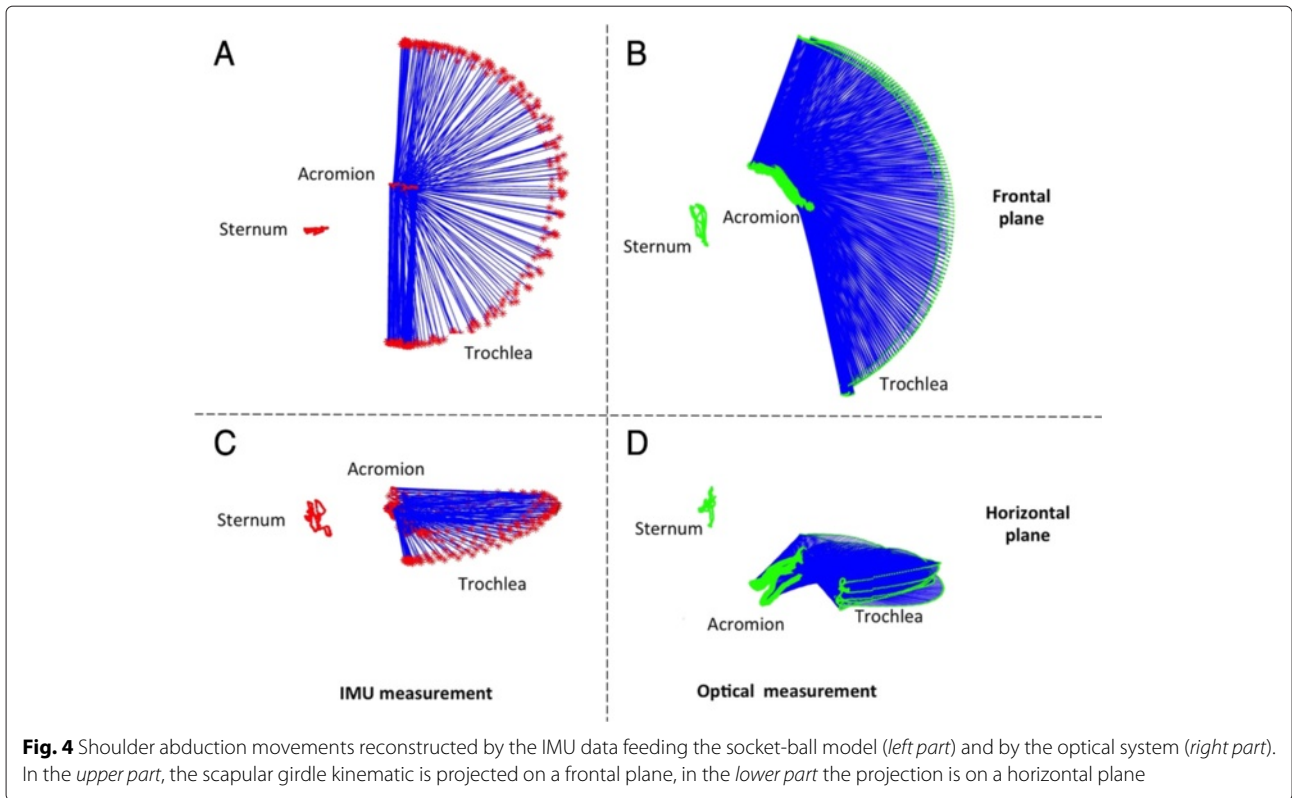 A
Acromion
Sternum
Trochlea
B
Acromion
Sternum
Trochlea
Frontal
plane
C
Acromion
Sternum
Trochlea
IMU measurement
D
Sternum
Acromion
Trochlea
Horizontal
plane
Optical measurement
Fig. 4 Shoulder abduction movements reconstructed by the IMU data feeding the socket-ball model (left part) and by the optical system (right part).
In the upper part, the scapular girdle kinematic is projected on a frontal plane, in the lower part the projection is on a horizontal plane